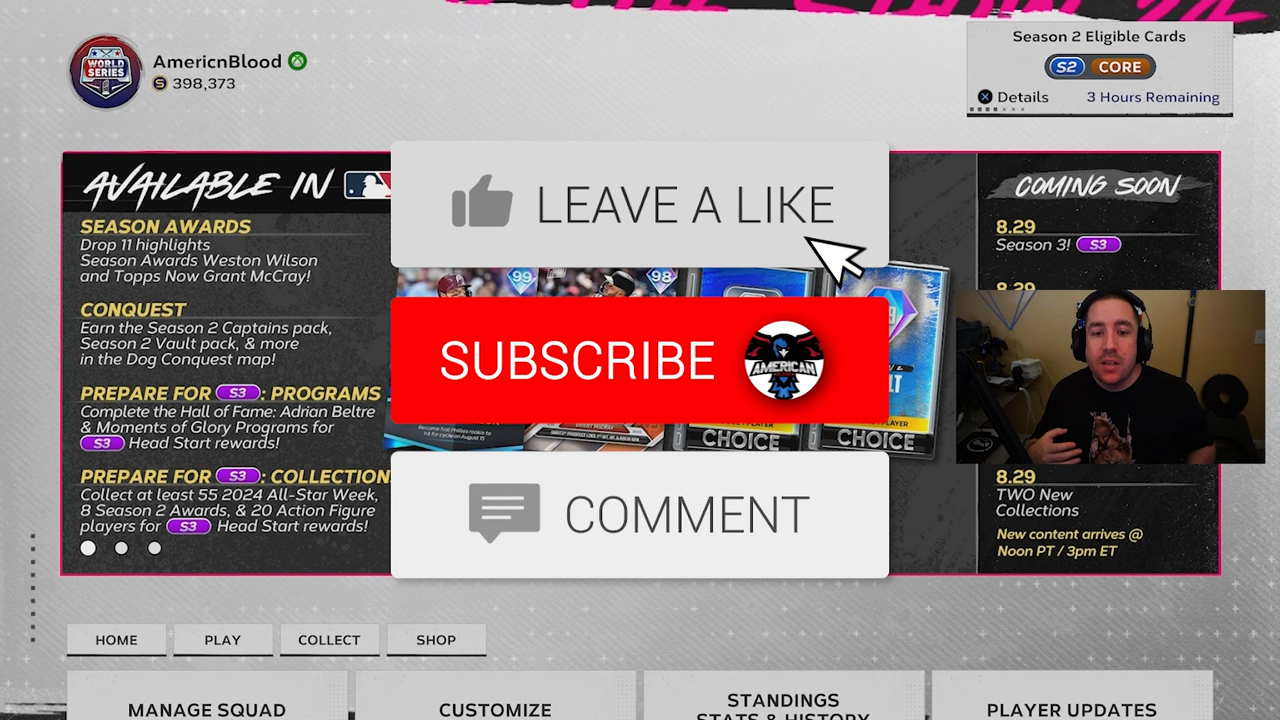 AmericnBlood
398,373
WORLD
SERIES
Season 2 Eligible Cards
S2 CORE
Details 3 Hours Remaining
AVAILABLE IN
SEASON AWARDS
Drop 11 highlights
Season Awards Weston Wilson
and Topps Now Grant McCray!
CONQUEST
Earn the Season 2 Captains pack,
Season 2 Vault pack, & more
in the Dog Conquest map!
PREPARE FOR S3: PROGRAMS
Complete the Hall of Fame: Adrian Beltre
& Moments of Glory Programs for
S3 Head Start rewards!
PREPARE FOR S3: COLLECTION
Collect at least 55 2024 All-Star Week,
8 Season 2 Awards, & 20 Action Figure
players for S3 Head Start rewards!
LEAVE A LIKE
99
98
SUBSCRIBE
AMERICAN
CHOICE
CHOICE
COMMENT
COMING SOON
8.29
Season 3! S3
8.29
8.29
TWO New
Collections
New content arrives @
Noon PT / 3pm ET
HOME
PLAY
COLLECT
SHOP
MANAGE SQUAD
CUSTOMIZE
STANDINGS
STATS & HISTORY
PLAYER UPDATES